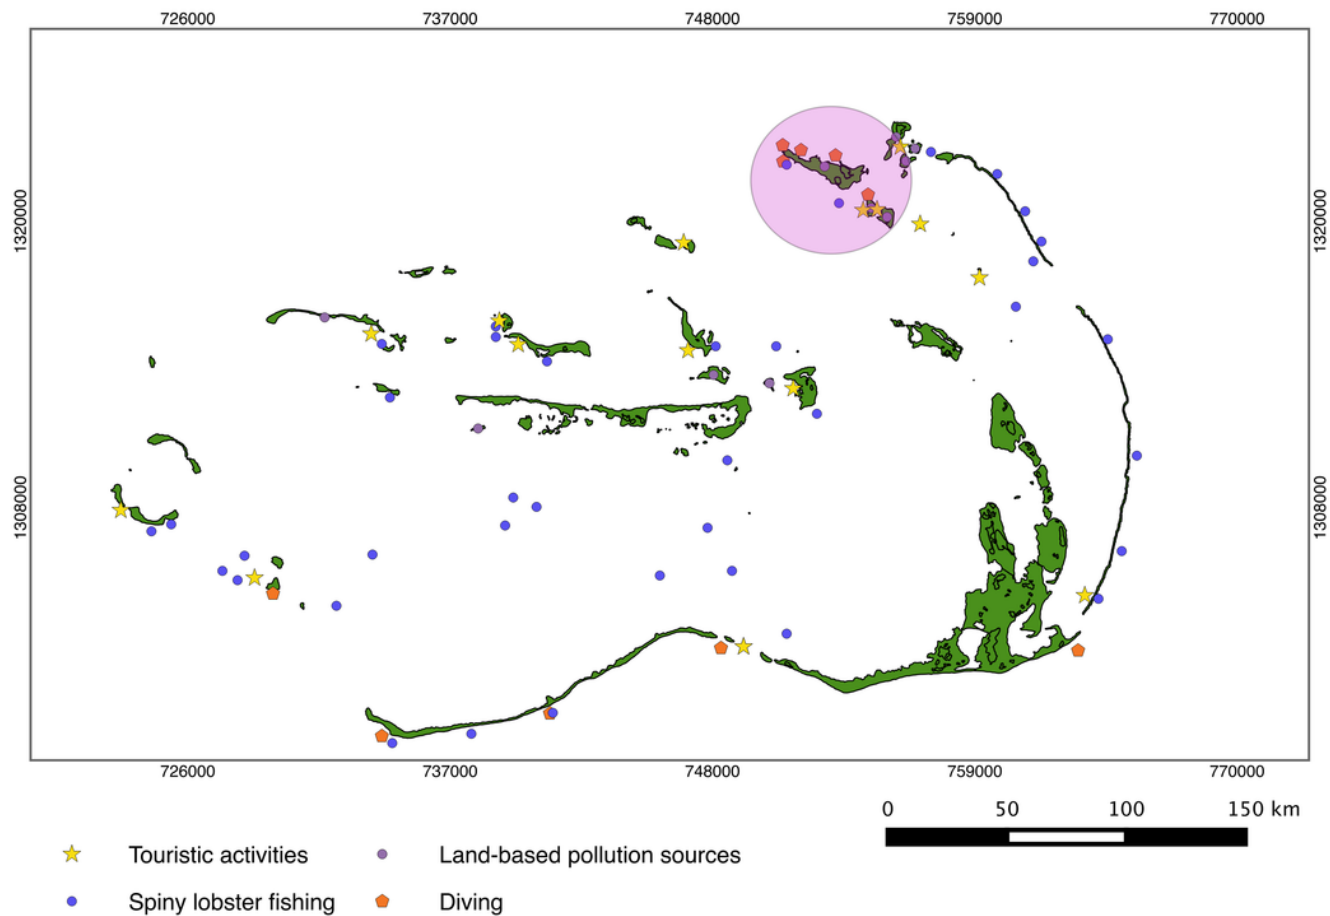 726000 737000 748000 759000 770000
1320000 1320000
1308000 1308000
726000 737000 748000 759000 770000
0 50 100 150 km
Touristic activities Land-based pollution sources
Spiny lobster fishing Diving